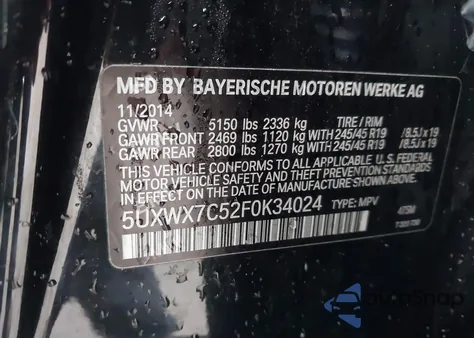 MFD BY BAYERISCHE MOTOREN WERKE AG
11/2014
GVWR 5150 lbs 2336 kg TIRE / RIM
GAWR FRONT 2469 lbs 1120 kg WITH 245/45 R19 /8.5J x 19
GAWR REAR 2800 lbs 1270 kg WITH 245/45 R19 /8.5J x 19
THIS VEHICLE CONFORMS TO ALL APPLICABLE U.S. FEDERAL
MOTOR VEHICLE SAFETY AND THEFT PREVENTION STANDARDS
IN EFFECT ON THE DATE OF MANUFACTURE SHOWN ABOVE.
5UXWX7C52F0K34024 TYPE: MPV
AutoSnap